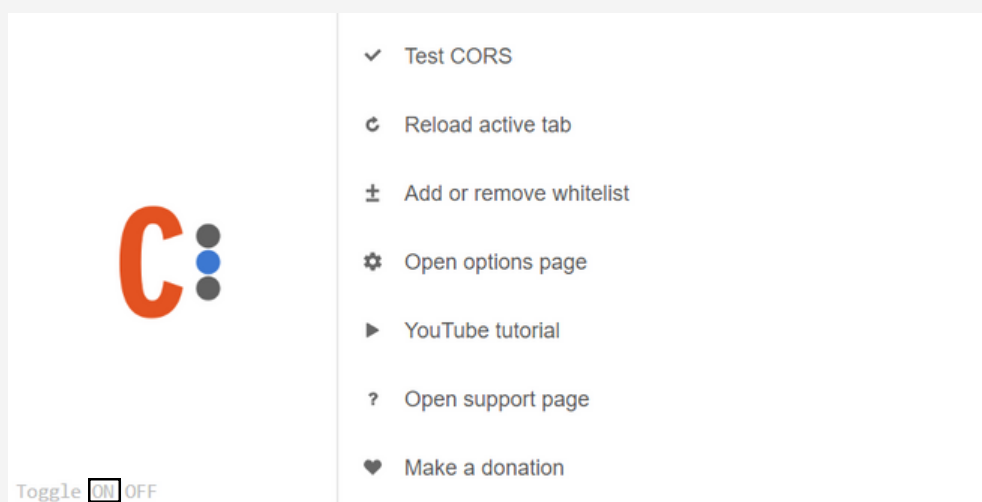 Test CORS
Reload active tab
Add or remove whitelist
Open options page
YouTube tutorial
? Open support page
Make a donation
C
Toggle ON OFF